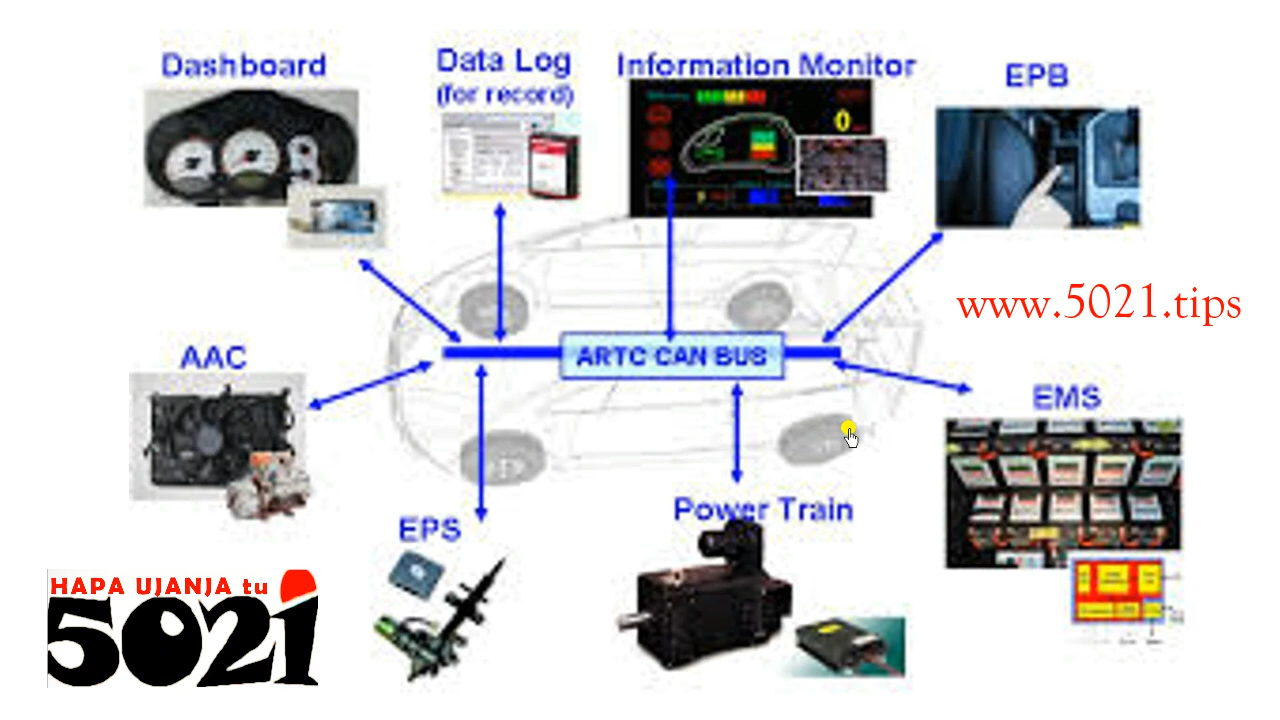 Dashboard
Data Log
(for record)
Information Monitor
EPB
www.5021.tips
AAC
ARTC CAN BUS
EMS
EPS
Power Train
HAPA UJANJA tu
5021
0